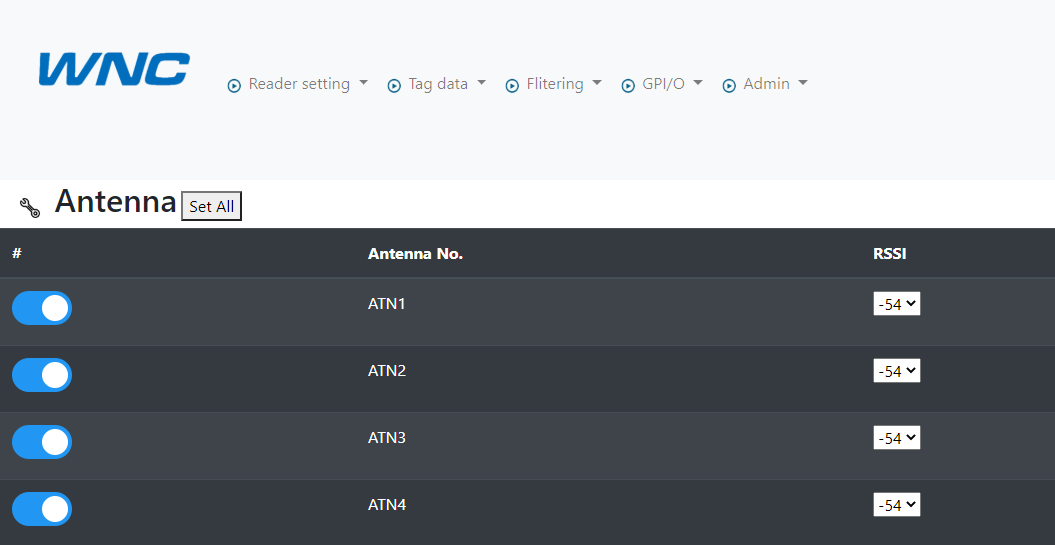 WNC
Reader setting Tag data Flitering GPI/O Admin
Antenna Set All
# Antenna No. RSSI
ATN1 -54
ATN2 -54
ATN3 -54
ATN4 -54